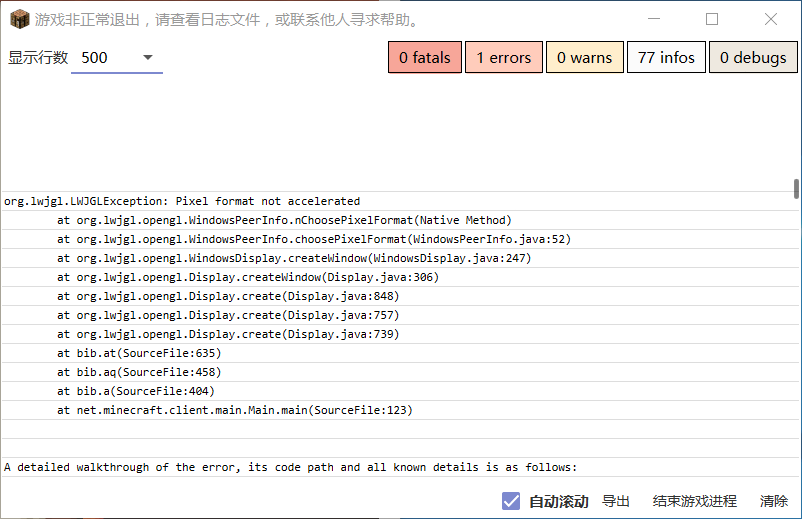 游戏非正常退出，请查看日志文件，或联系他人寻求帮助。
显示行数 500 0 fatals 1 errors 0 warns 77 infos 0 debugs
org.lwjgl.LWJGLException: Pixel format not accelerated
at org.lwjgl.opengl.WindowsPeerInfo.nChoosePixelFormat(Native Method)
at org.lwjgl.opengl.WindowsPeerInfo.choosePixelFormat(WindowsPeerInfo.java:52)
at org.lwjgl.opengl.WindowsDisplay.createWindow(WindowsDisplay.java:247)
at org.lwjgl.opengl.Display.createWindow(Display.java:306)
at org.lwjgl.opengl.Display.create(Display.java:848)
at org.lwjgl.opengl.Display.create(Display.java:757)
at org.lwjgl.opengl.Display.create(Display.java:739)
at bib.at(SourceFile:635)
at bib.aq(SourceFile:458)
at bib.a(SourceFile:404)
at net.minecraft.client.main.Main.main(SourceFile:123)
A detailed walkthrough of the error, its code path and all known details is as follows:
自动滚动 导出 结束游戏进程 清除